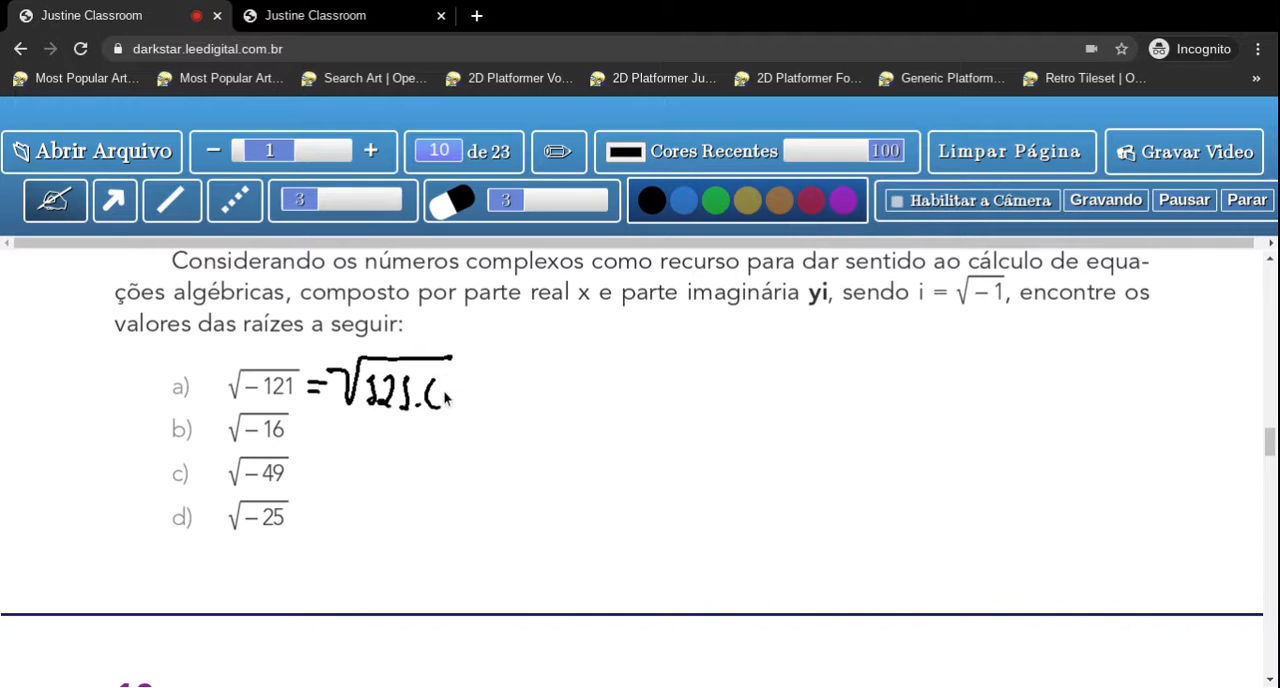 Justine Classroom
Justine Classroom
darkstar.leedigital.com.br
Incognito
Most Popular Art...
Most Popular Art...
Search Art | Ope...
2D Platformer Vo...
2D Platformer Ju...
2D Platformer Fo...
Generic Platform...
Retro Tileset | O...
»
Abrir Arquivo
− 1 +
10 de 23
Cores Recentes
100
Limpar Página
Gravar Video
3
3
Habilitar a Câmera
Gravando
Pausar
Parar
Considerando os números complexos como recurso para dar sentido ao cálculo de equa-
ções algébricas, composto por parte real x e parte imaginária yi, sendo i = √−1, encontre os
valores das raízes a seguir:
a) √−121 = √121.(
b) √−16
c) √−49
d) √−25